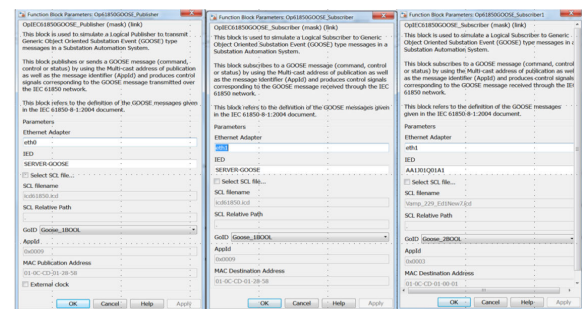 Function Block Parameters: Op61850GOOSE_Publisher
OpIEC61850GOOSE_Publisher (mask) (link)
This block is used to simulate a Logical Publisher to transmit
Generic Object Oriented Substation Event (GOOSE) type
messages in a Substation Automation System.
This block publishes or sends a GOOSE message (command,
control or status) by using the Multi-cast address of publication
as well as the message identifier (AppId) and produces control
signals corresponding to the GOOSE message transmitted over
the IEC 61850 network.
This block refers to the definition of the GOOSE messages given
in the IEC 61850-8-1:2004 document.
Parameters
Ethernet Adapter
eth0
IED
SERVER-GOOSE
Select SCL file...
SCL filename
icd61850.icd
SCL Relative Path
GoID Goose_1BOOL
AppId
0x0009
MAC Publication Address
01-0C-CD-01-28-58
External clock
OK Cancel Help Apply
Function Block Parameters: Op61850GOOSE_Subscriber
OpIEC61850GOOSE_Subscriber (mask) (link)
This block is used to simulate a Logical Subscriber to Generic
Object Oriented Substation Event (GOOSE) type messages in a
Substation Automation System.
This block subscribes to a GOOSE message (command, control
or status) by using the Multi-cast address of publication as well
as the message identifier (AppId) and produces control signals
corresponding to the GOOSE message received through the IEC
61850 network.
This block refers to the definition of the GOOSE messages given
in the IEC 61850-8-1:2004 document.
Parameters
Ethernet Adapter
eth1
IED
SERVER-GOOSE
Select SCL file...
SCL filename
icd61850.icd
SCL Relative Path
GoID Goose_1BOOL
AppId
0x0009
MAC Destination Address
01-0C-CD-01-28-58
OK Cancel Help Apply
Function Block Parameters: Op61850GOOSE_Subscriber1
OpIEC61850GOOSE_Subscriber (mask) (link)
This block is used to simulate a Logical Subscriber to Generic
Object Oriented Substation Event (GOOSE) type messages in a
Substation Automation System.
This block subscribes to a GOOSE message (command, control
or status) by using the Multi-cast address of publication as well
as the message identifier (AppId) and produces control signals
corresponding to the GOOSE message received through the IEC
61850 network.
This block refers to the definition of the GOOSE messages
given in the IEC 61850-8-1:2004 document.
Parameters
Ethernet Adapter
eth1
IED
AA1J01Q01A1
Select SCL file...
SCL filename
Vamp_229_Ed1New7.icd
SCL Relative Path
GoID Goose_2BOOL
AppId
0x0003
MAC Destination Address
01-0C-CD-01-00-01
OK Cancel Help Apply